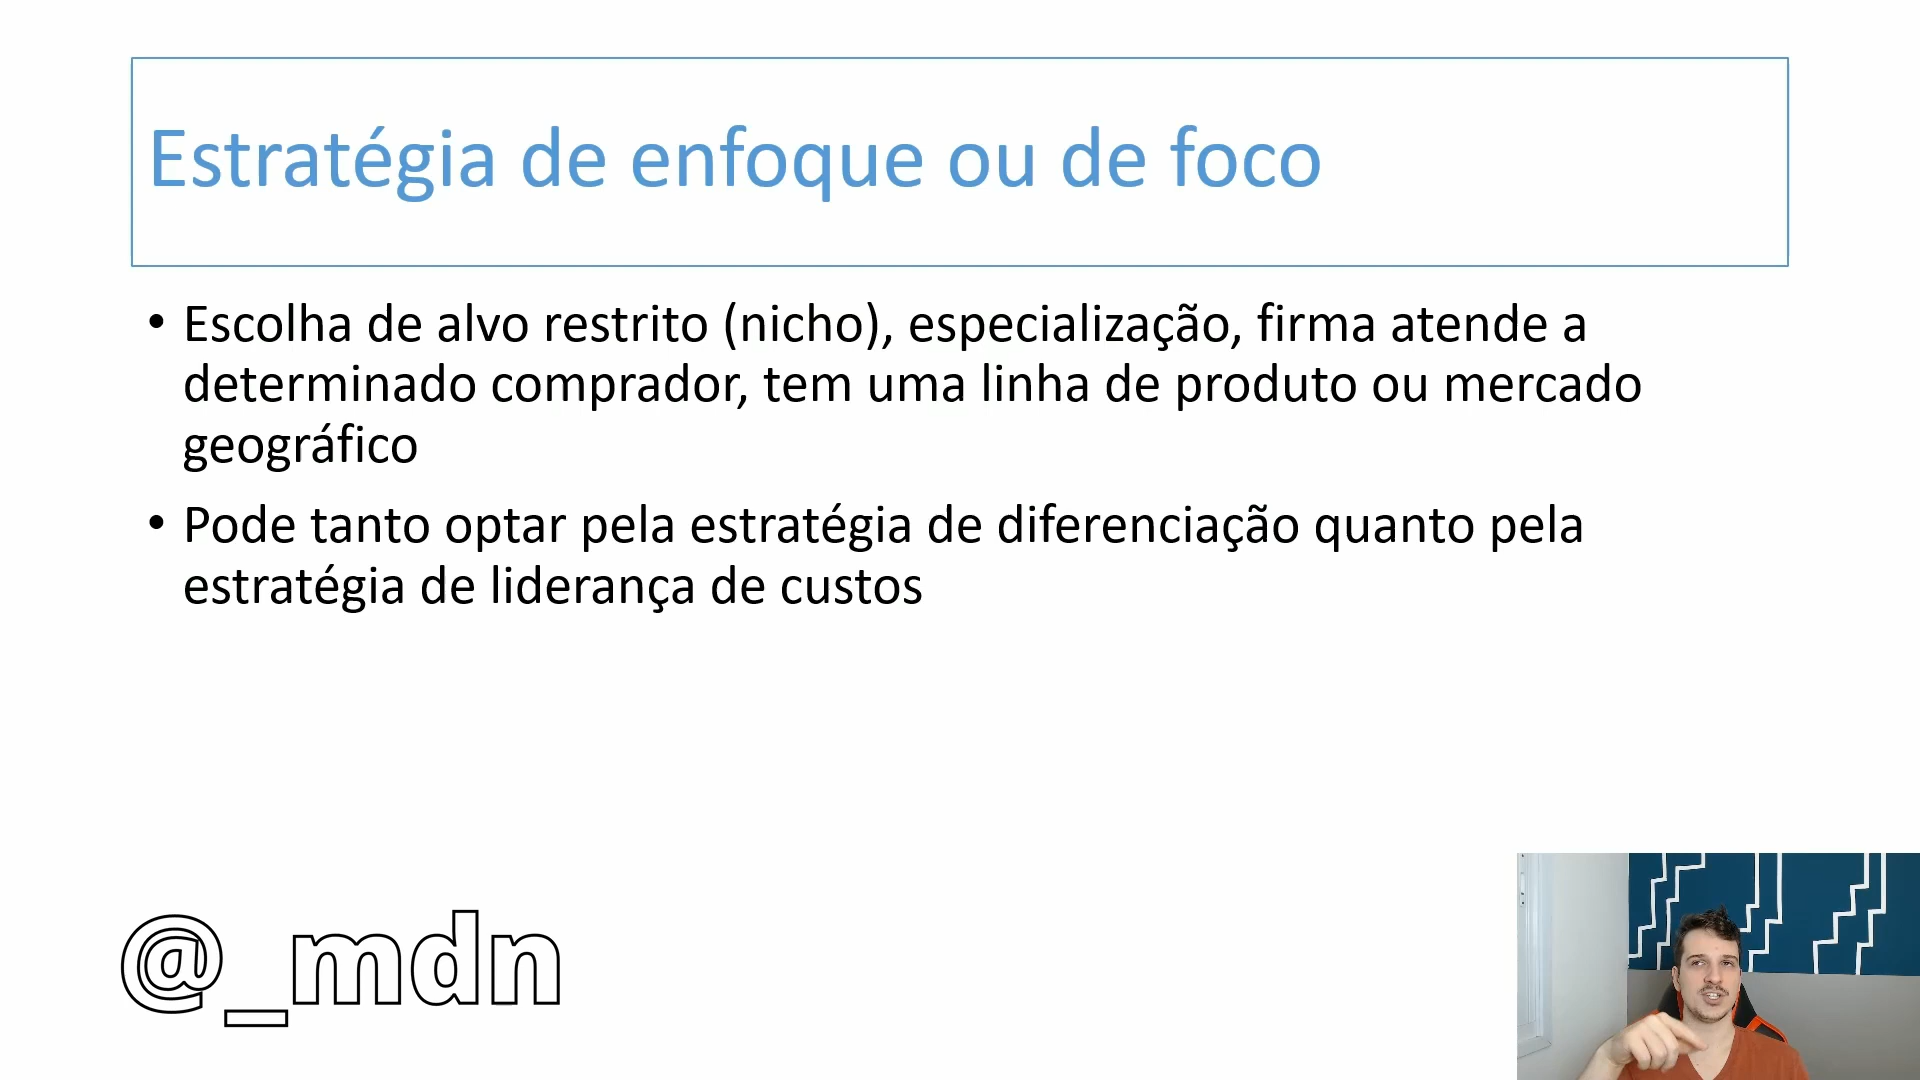 Estratégia de enfoque ou de foco
• Escolha de alvo restrito (nicho), especialização, firma atende a
determinado comprador, tem uma linha de produto ou mercado
geográfico
• Pode tanto optar pela estratégia de diferenciação quanto pela
estratégia de liderança de custos
@_mdn